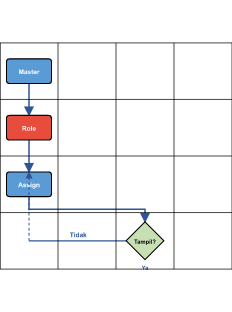 Master
Role
Assign
Tampil?
Tidak
Ya